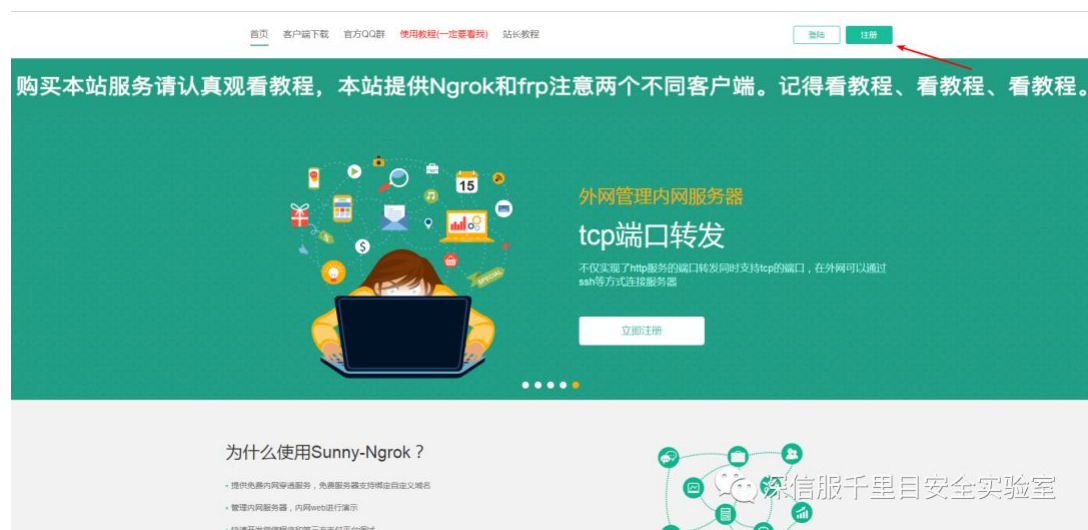 首页 客户端下载 官方QQ群 使用教程(一定要看我) 站长教程 登陆 注册
购买本站服务请认真观看教程，本站提供Ngrok和frp注意两个不同客户端。记得看教程、看教程、看教程。
15
$
SPECIAL
外网管理内网服务器
tcp端口转发
不仅实现了http服务的端口转发同时支持tcp的端口，在外网可以通过
ssh等方式连接服务器
立即注册
为什么使用Sunny-Ngrok？
• 提供免费内网穿透服务，免费服务器支持绑定自定义域名
• 管理内网服务器，内网web进行演示
深信服千里目安全实验室